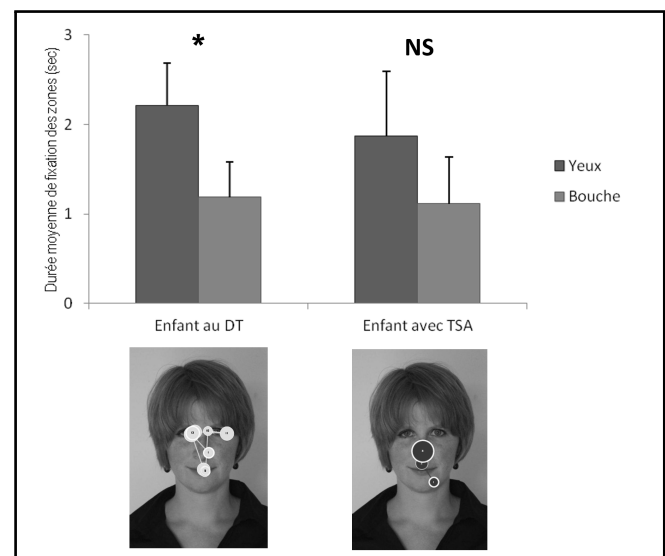 Durée moyenne de fixation des zones (sec)
3
2
1
0
*
NS
Yeux
Bouche
Enfant au DT
Enfant avec TSA